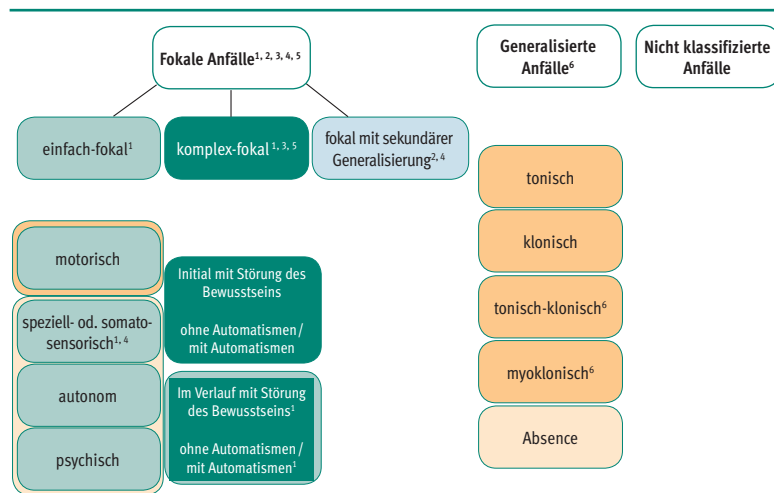 Fokale Anfälle1, 2, 3, 4, 5
Generalisierte
Anfälle6
Nicht klassifizierte
Anfälle
einfach-fokal1
komplex-fokal 1, 3, 5
fokal mit sekundärer
Generalisierung2, 4
motorisch
speziell- od. somato-
sensorisch1, 4
autonom
psychisch
Initial mit Störung des
Bewusstseins
ohne Automatismen /
mit Automatismen
Im Verlauf mit Störung
des Bewusstseins1
ohne Automatismen /
mit Automatismen1
tonisch
klonisch
tonisch-klonisch6
myoklonisch6
Absence